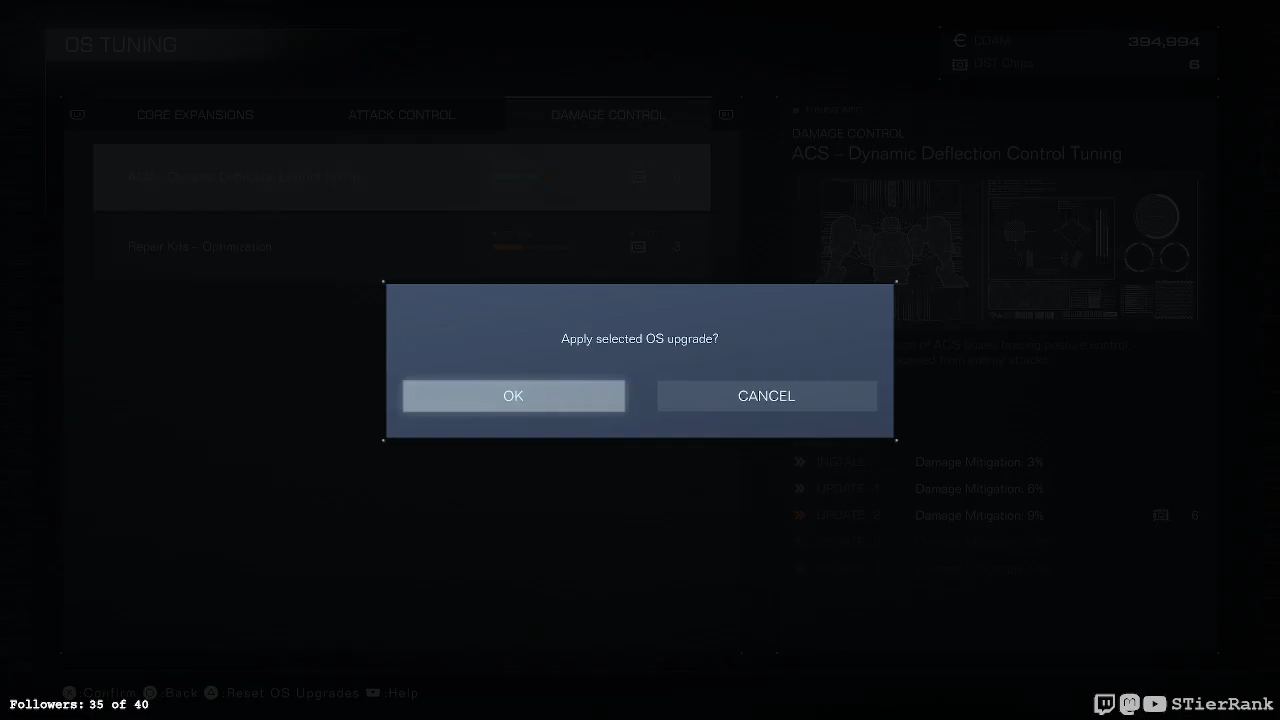 OS TUNING
COAM 394,994
OST Chips 6
CORE EXPANSIONS ATTACK CONTROL DAMAGE CONTROL
DAMAGE CONTROL
ACS – Dynamic Deflection Control Tuning
Repair Kits – Optimization 3
Apply selected OS upgrade?
OK CANCEL
INSTALL Damage Mitigation: 3%
UPDATE 1 Damage Mitigation: 6%
UPDATE 2 Damage Mitigation: 9% 6
:Confirm :Back :Reset OS Upgrades :Help
Followers: 35 of 40
STierRank